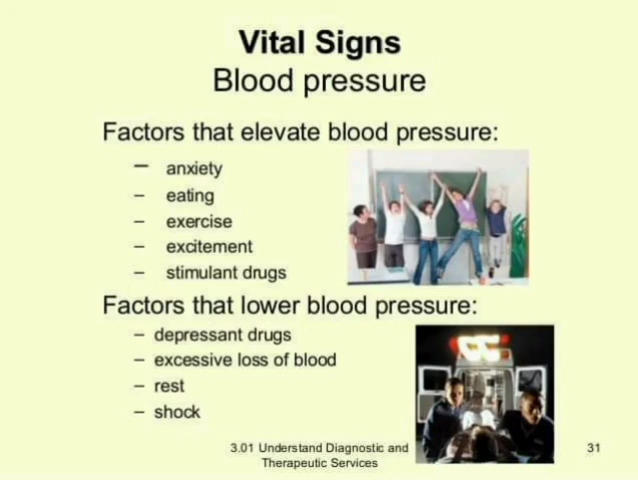 Vital Signs
Blood pressure
Factors that elevate blood pressure:
– anxiety
– eating
– exercise
– excitement
– stimulant drugs
Factors that lower blood pressure:
– depressant drugs
– excessive loss of blood
– rest
– shock
3.01 Understand Diagnostic and
Therapeutic Services
31